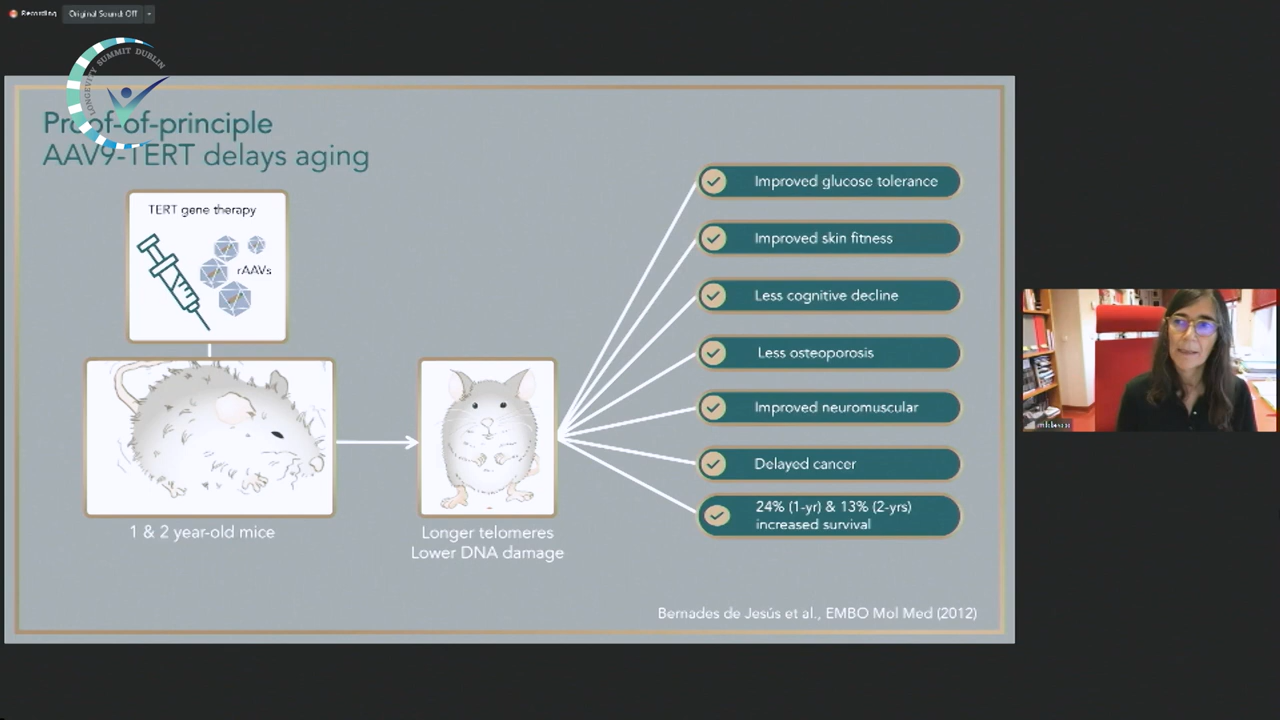 Recording
Original Sound: Off
LONGEVITY SUMMIT DUBLIN
Proof-of-principle
AAV9-TERT delays aging
TERT gene therapy
rAAVs
1 & 2 year-old mice
Longer telomeres
Lower DNA damage
Improved glucose tolerance
Improved skin fitness
Less cognitive decline
Less osteoporosis
Improved neuromuscular
Delayed cancer
24% (1-yr) & 13% (2-yrs)
increased survival
Bernades de Jesús et al., EMBO Mol Med (2012)